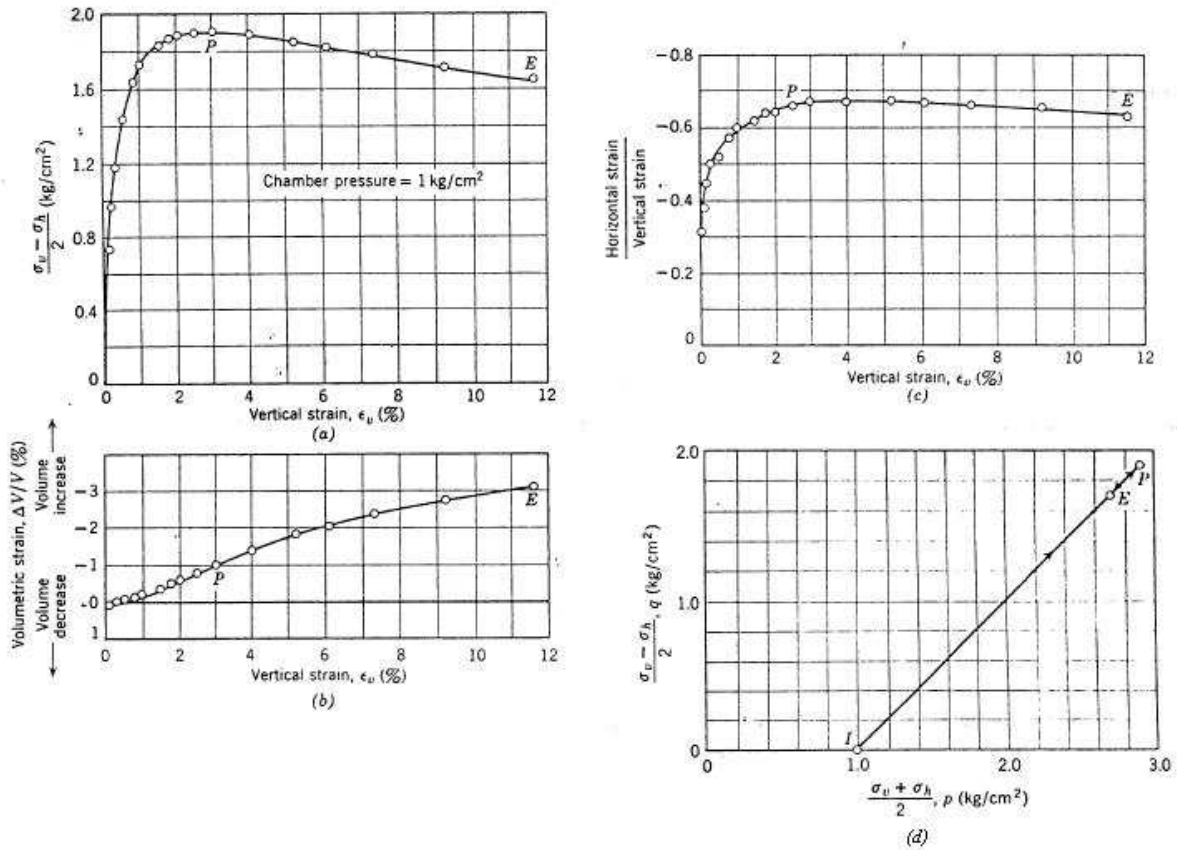 2.0
1.6
1.2
0.8
0.4
0
σv − σh / 2 (kg/cm²)
P
E
Chamber pressure = 1 kg/cm²
0 2 4 6 8 10 12
Vertical strain, ϵv (%)
(a)
Volumetric strain, ΔV/V (%)
Volume increase
Volume decrease
−3
−2
−1
0
1
P
E
0 2 4 6 8 10 12
Vertical strain, ϵv (%)
(b)
−0.8
−0.6
−0.4
−0.2
0
Horizontal strain
Vertical strain
P
E
0 2 4 6 8 10 12
Vertical strain, ϵv (%)
(c)
2.0
1.0
0
σv − σh / 2, q (kg/cm²)
P
E
I
0 1.0 2.0 3.0
σv + σh / 2, p (kg/cm²)
(d)